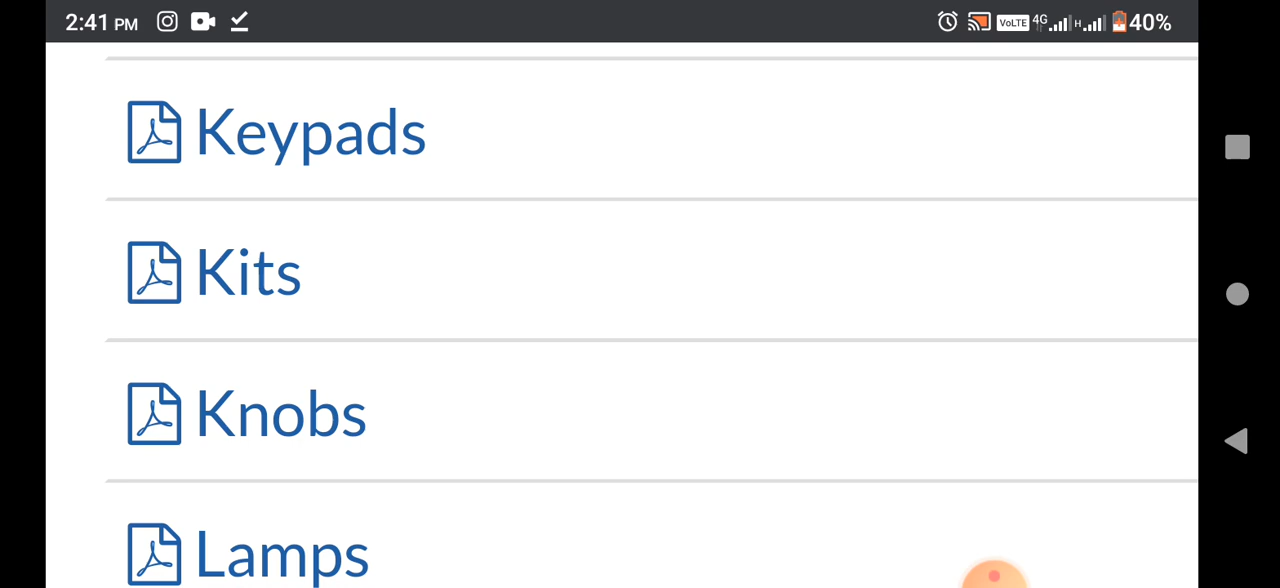 2:41 PM VoLTE 4G H 40%
Keypads
Kits
Knobs
Lamps